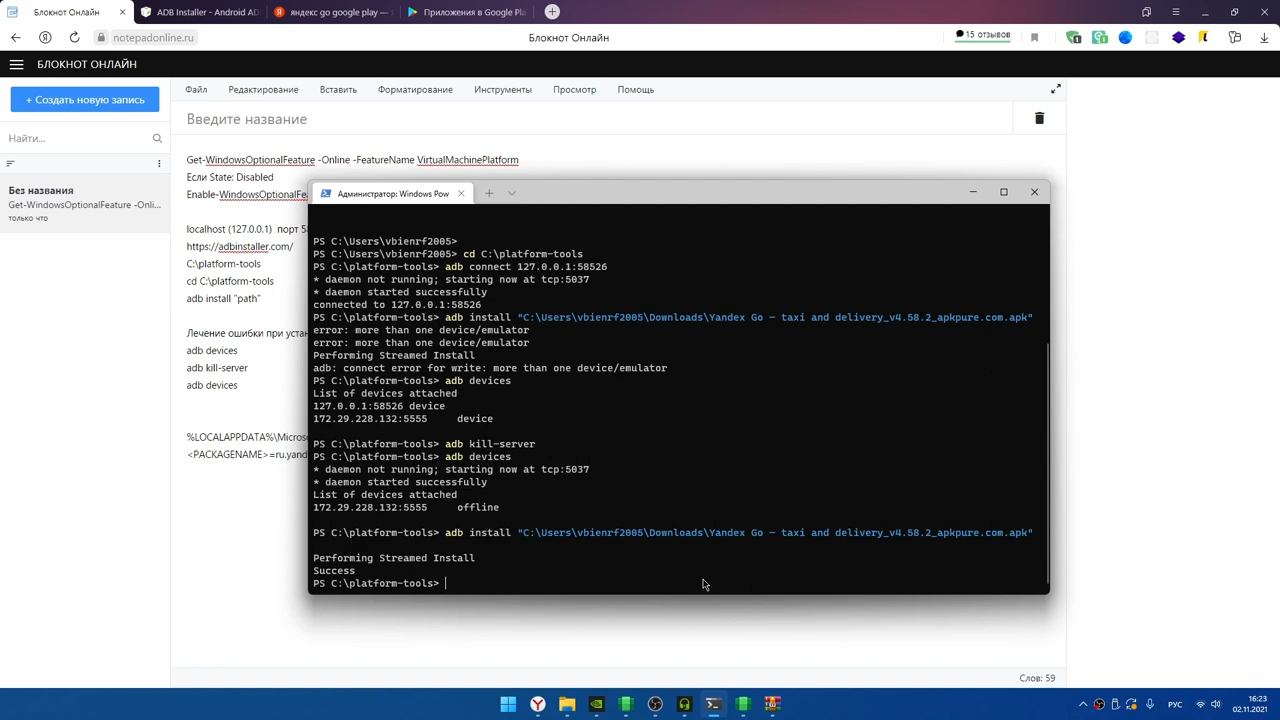 Блокнот Онлайн
ADB Installer - Android AD
яндекс go google play —
Приложения в Google Pl
notepadonline.ru
Блокнот Онлайн
15 отзывов
БЛОКНОТ ОНЛАЙН
+ Создать новую запись
Файл Редактирование Вставить Форматирование Инструменты Просмотр Помощь
Найти...
Введите название
Без названия
Get-WindowsOptionalFeature -Onli...
только что
Get-WindowsOptionalFeature -Online -FeatureName VirtualMachinePlatform
Если State: Disabled
Enable-WindowsOptionalFe
localhost (127.0.0.1) порт 58
https://adbinstaller.com/
C:\platform-tools
cd C:\platform-tools
adb install "path"
Лечение ошибки при устан
adb devices
adb kill-server
adb devices
%LOCALAPPDATA%\Micros
<PACKAGENAME>=ru.yand
Администратор: Windows Pow
PS C:\Users\vbienrf2005>
PS C:\Users\vbienrf2005> cd C:\platform-tools
PS C:\platform-tools> adb connect 127.0.0.1:58526
* daemon not running; starting now at tcp:5037
* daemon started successfully
connected to 127.0.0.1:58526
PS C:\platform-tools> adb install "C:\Users\vbienrf2005\Downloads\Yandex Go — taxi and delivery_v4.58.2_apkpure.com.apk"
error: more than one device/emulator
error: more than one device/emulator
Performing Streamed Install
adb: connect error for write: more than one device/emulator
PS C:\platform-tools> adb devices
List of devices attached
127.0.0.1:58526 device
172.29.228.132:5555 device
PS C:\platform-tools> adb kill-server
PS C:\platform-tools> adb devices
* daemon not running; starting now at tcp:5037
* daemon started successfully
List of devices attached
172.29.228.132:5555 offline
PS C:\platform-tools> adb install "C:\Users\vbienrf2005\Downloads\Yandex Go — taxi and delivery_v4.58.2_apkpure.com.apk"
Performing Streamed Install
Success
PS C:\platform-tools>
Слов: 59
РУС
16:23
02.11.2021